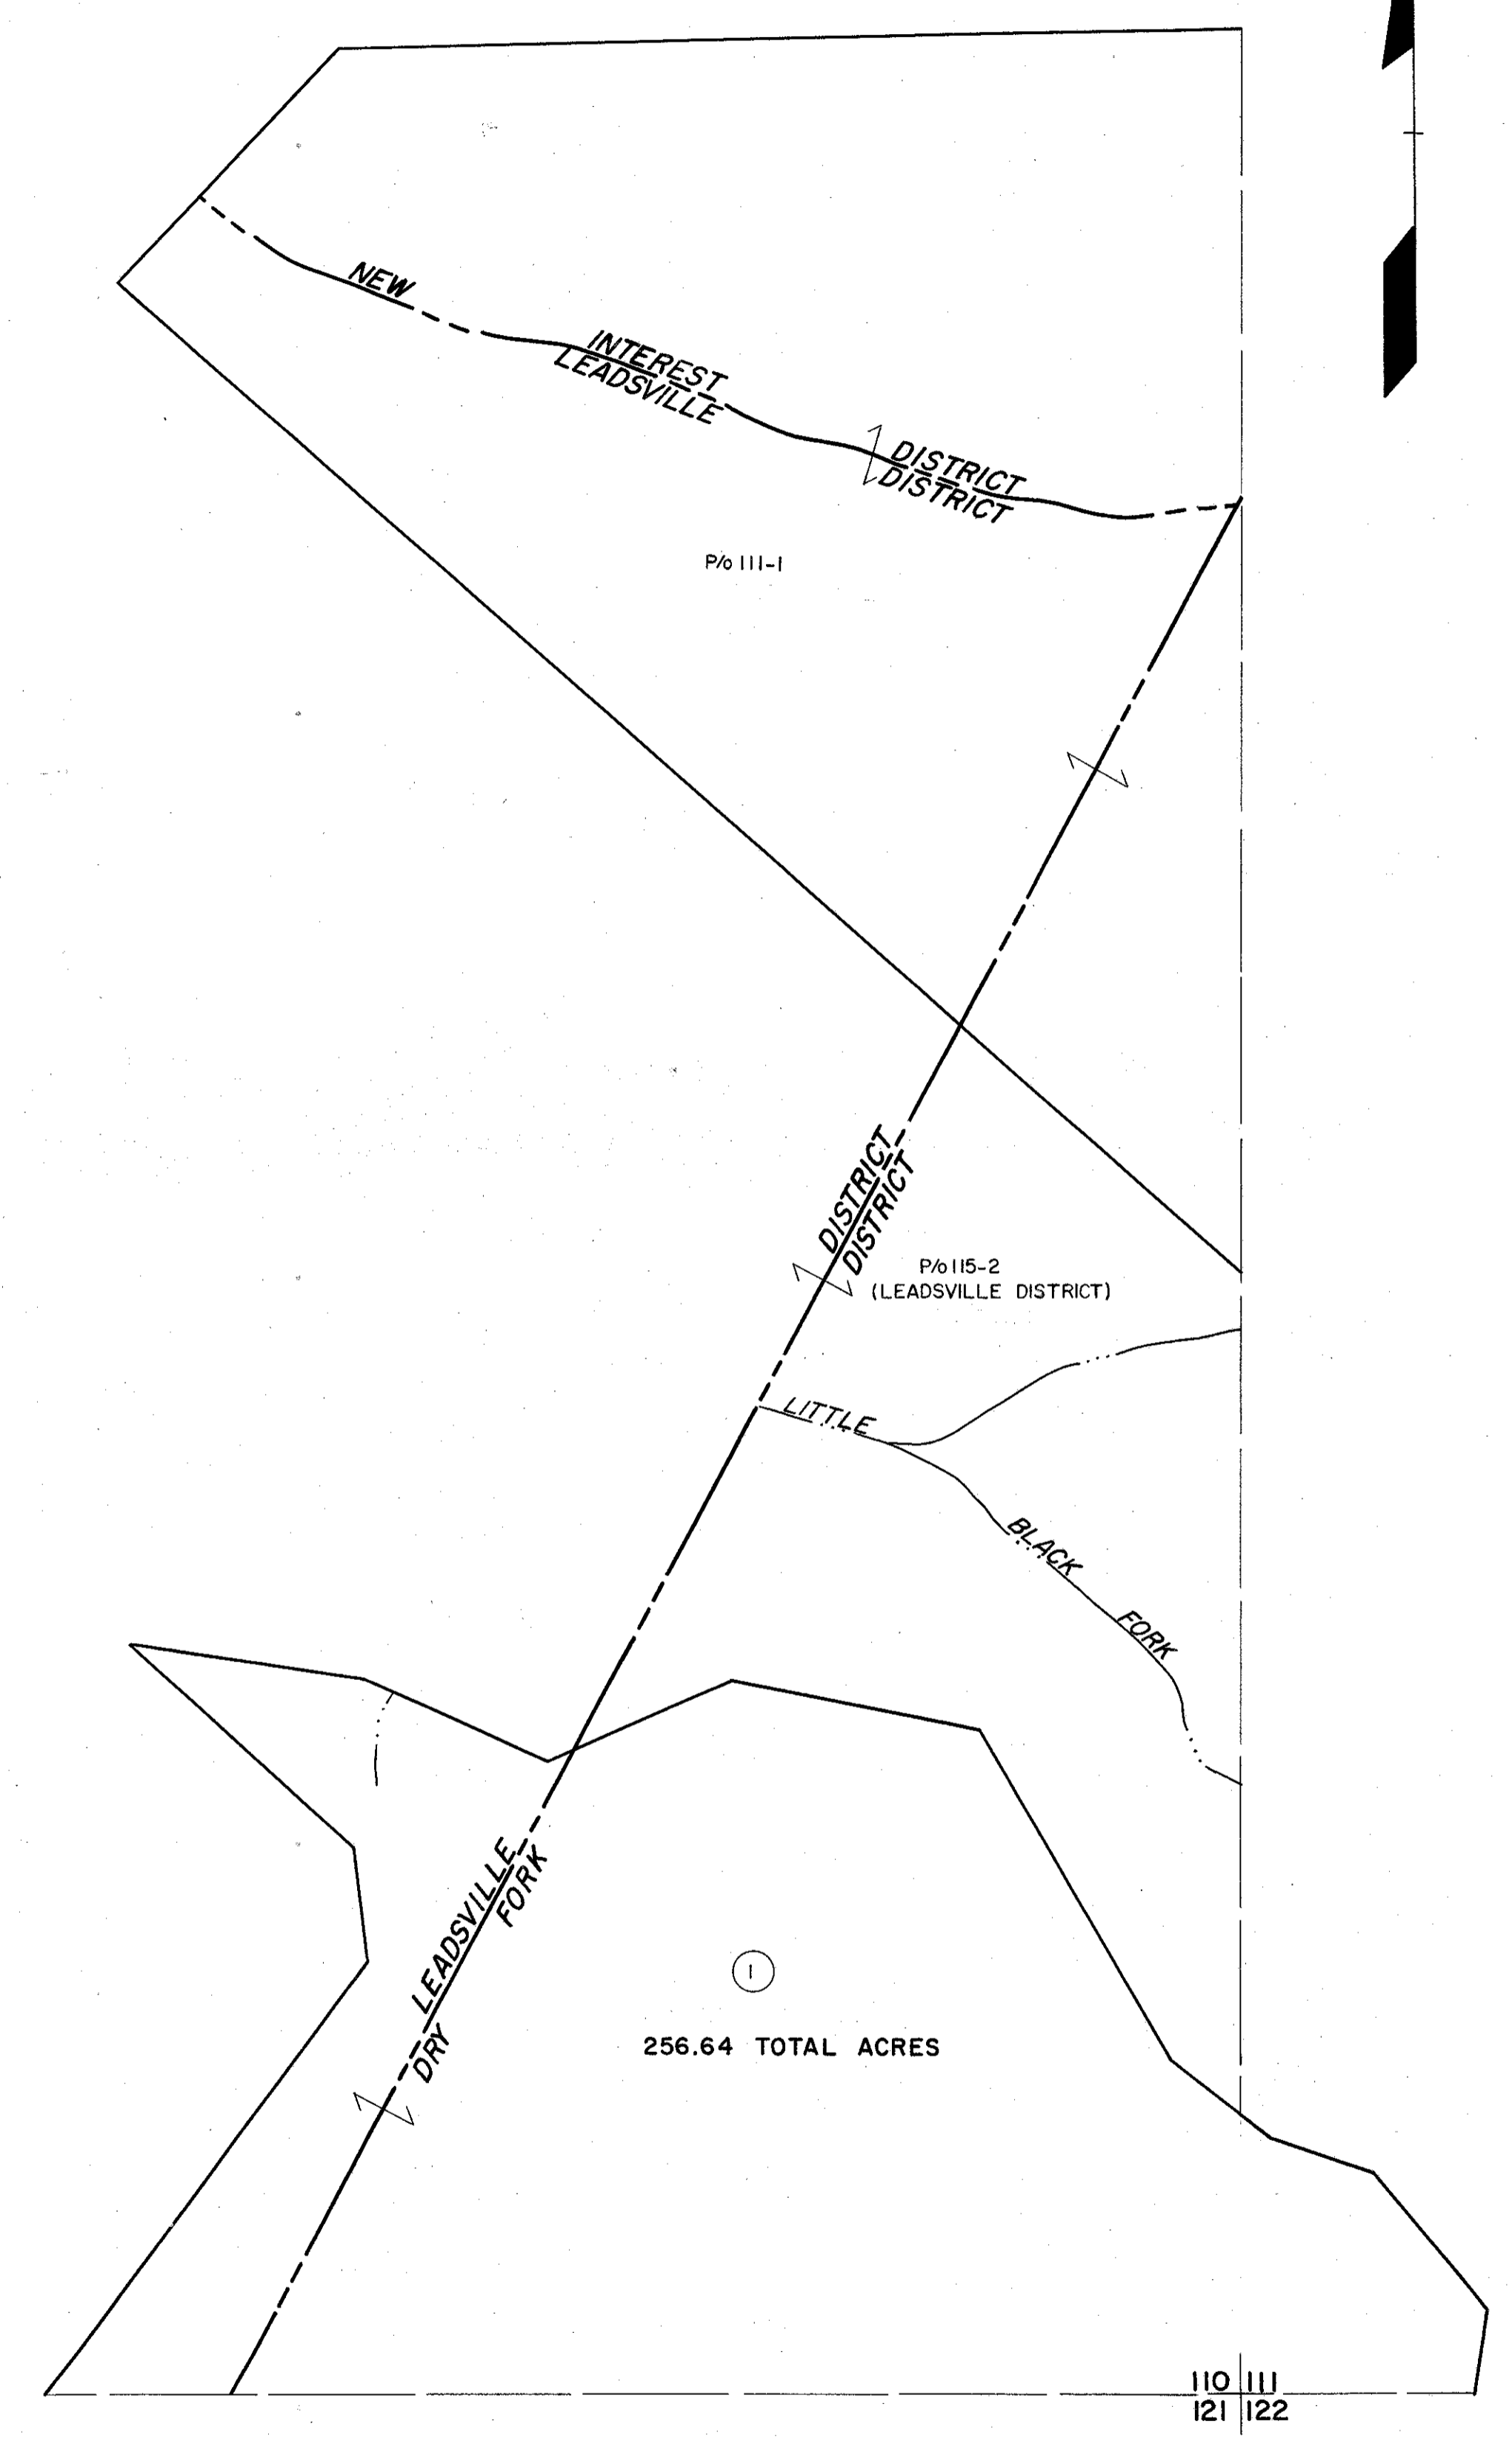 NEW INTEREST DISTRICT
LEADSVILLE DISTRICT
P/o 111-1
LEADSVILLE DISTRICT
DRY FORK DISTRICT
P/o 115-2
(LEADSVILLE DISTRICT)
LITTLE BLACK FORK
1
256.64 TOTAL ACRES
110 111
121 122